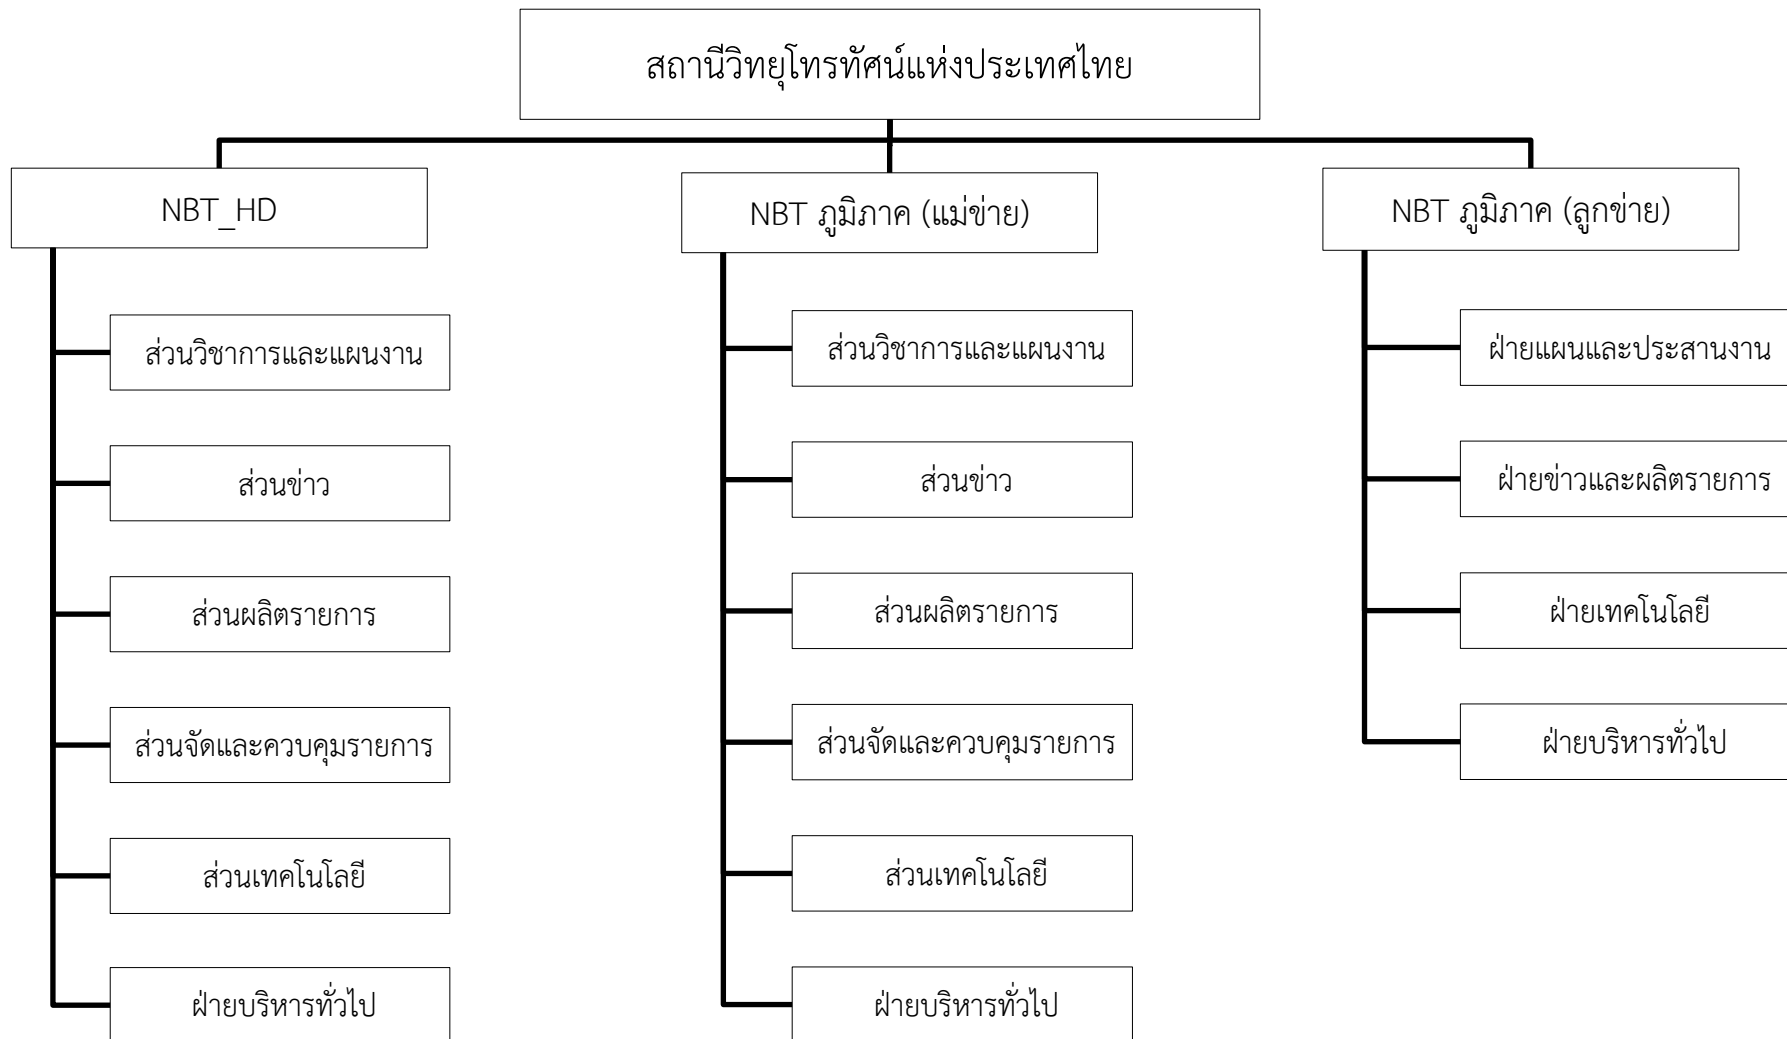 สถานีวิทยุโทรทัศน์แห่งประเทศไทย
NBT_HD
ส่วนวิชาการและแผนงาน
ส่วนข่าว
ส่วนผลิตรายการ
ส่วนจัดและควบคุมรายการ
ส่วนเทคโนโลยี
ฝ่ายบริหารทั่วไป
NBT ภูมิภาค (แม่ข่าย)
ส่วนวิชาการและแผนงาน
ส่วนข่าว
ส่วนผลิตรายการ
ส่วนจัดและควบคุมรายการ
ส่วนเทคโนโลยี
ฝ่ายบริหารทั่วไป
NBT ภูมิภาค (ลูกข่าย)
ฝ่ายแผนและประสานงาน
ฝ่ายข่าวและผลิตรายการ
ฝ่ายเทคโนโลยี
ฝ่ายบริหารทั่วไป